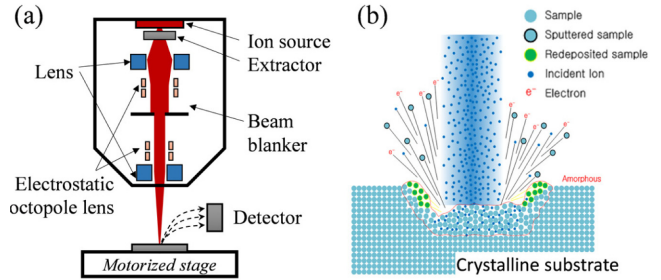 (a)
Ion source
Extractor
Lens
Beam
blanker
Electrostatic
octopole lens
Detector
Motorized stage
(b)
Sample
Sputtered sample
Redeposited sample
Incident Ion
e⁻ Electron
e⁻
e⁻
e⁻
e⁻
e⁻
e⁻
e⁻
Amorphous
Crystalline substrate